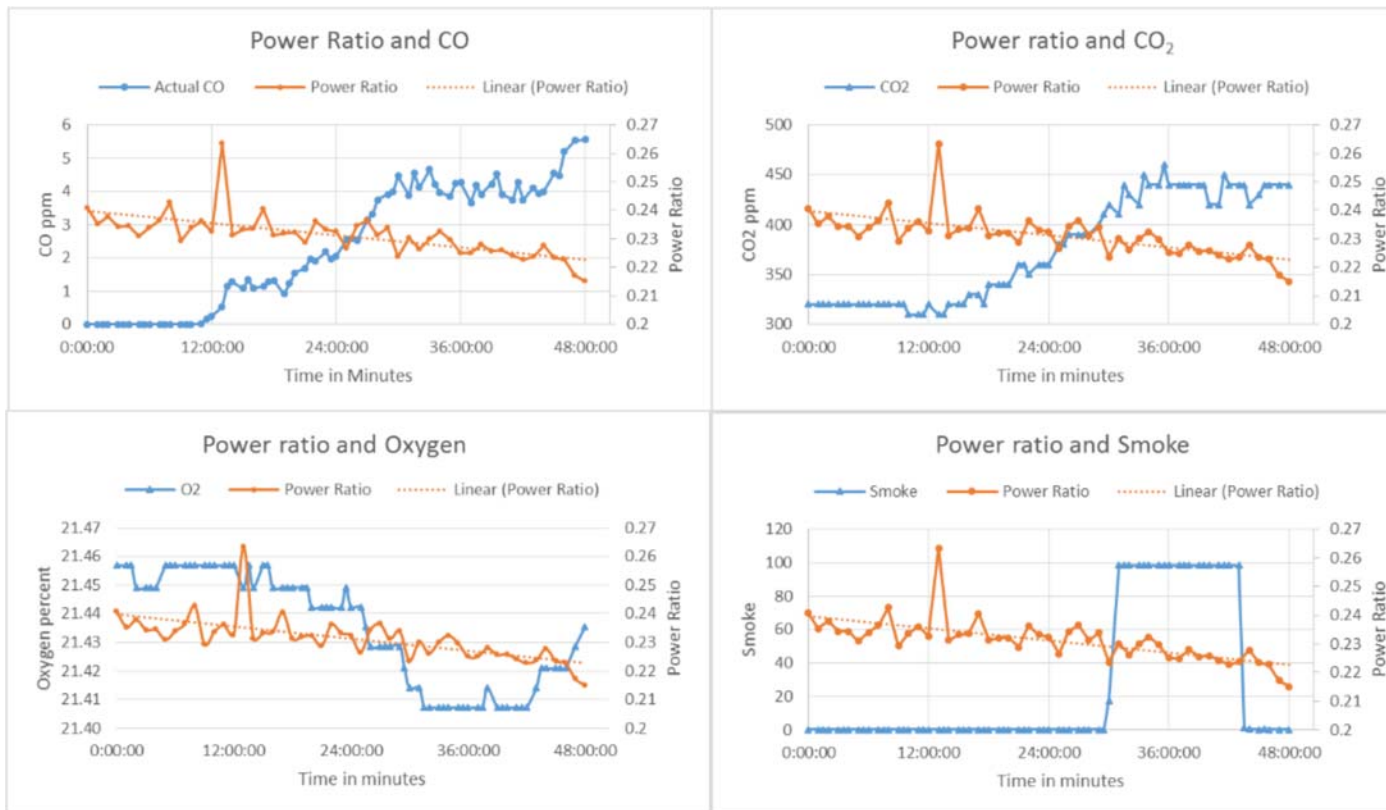 Power Ratio and CO
Actual CO Power Ratio Linear (Power Ratio)
6 0.27
5 0.26
4 0.25
3 0.24
2 0.23
1 0.22
0 0.21
0.2
CO ppm
Power Ratio
0:00:00 12:00:00 24:00:00 36:00:00 48:00:00
Time in Minutes
Power ratio and CO₂
CO2 Power Ratio Linear (Power Ratio)
500 0.27
450 0.26
400 0.25
350 0.24
300 0.23
0.22
0.21
0.2
CO2 ppm
Power Ratio
0:00:00 12:00:00 24:00:00 36:00:00 48:00:00
Time in minutes
Power ratio and Oxygen
O2 Power Ratio Linear (Power Ratio)
21.47 0.27
21.46 0.26
21.45 0.25
21.44 0.24
21.43 0.23
21.42 0.22
21.41 0.21
21.40 0.2
Oxygen percent
Power Ratio
0:00:00 12:00:00 24:00:00 36:00:00 48:00:00
Time in minutes
Power ratio and Smoke
Smoke Power Ratio Linear (Power Ratio)
120 0.27
100 0.26
80 0.25
60 0.24
40 0.23
20 0.22
0 0.21
0.2
Smoke
Power Ratio
0:00:00 12:00:00 24:00:00 36:00:00 48:00:00
Time in minutes